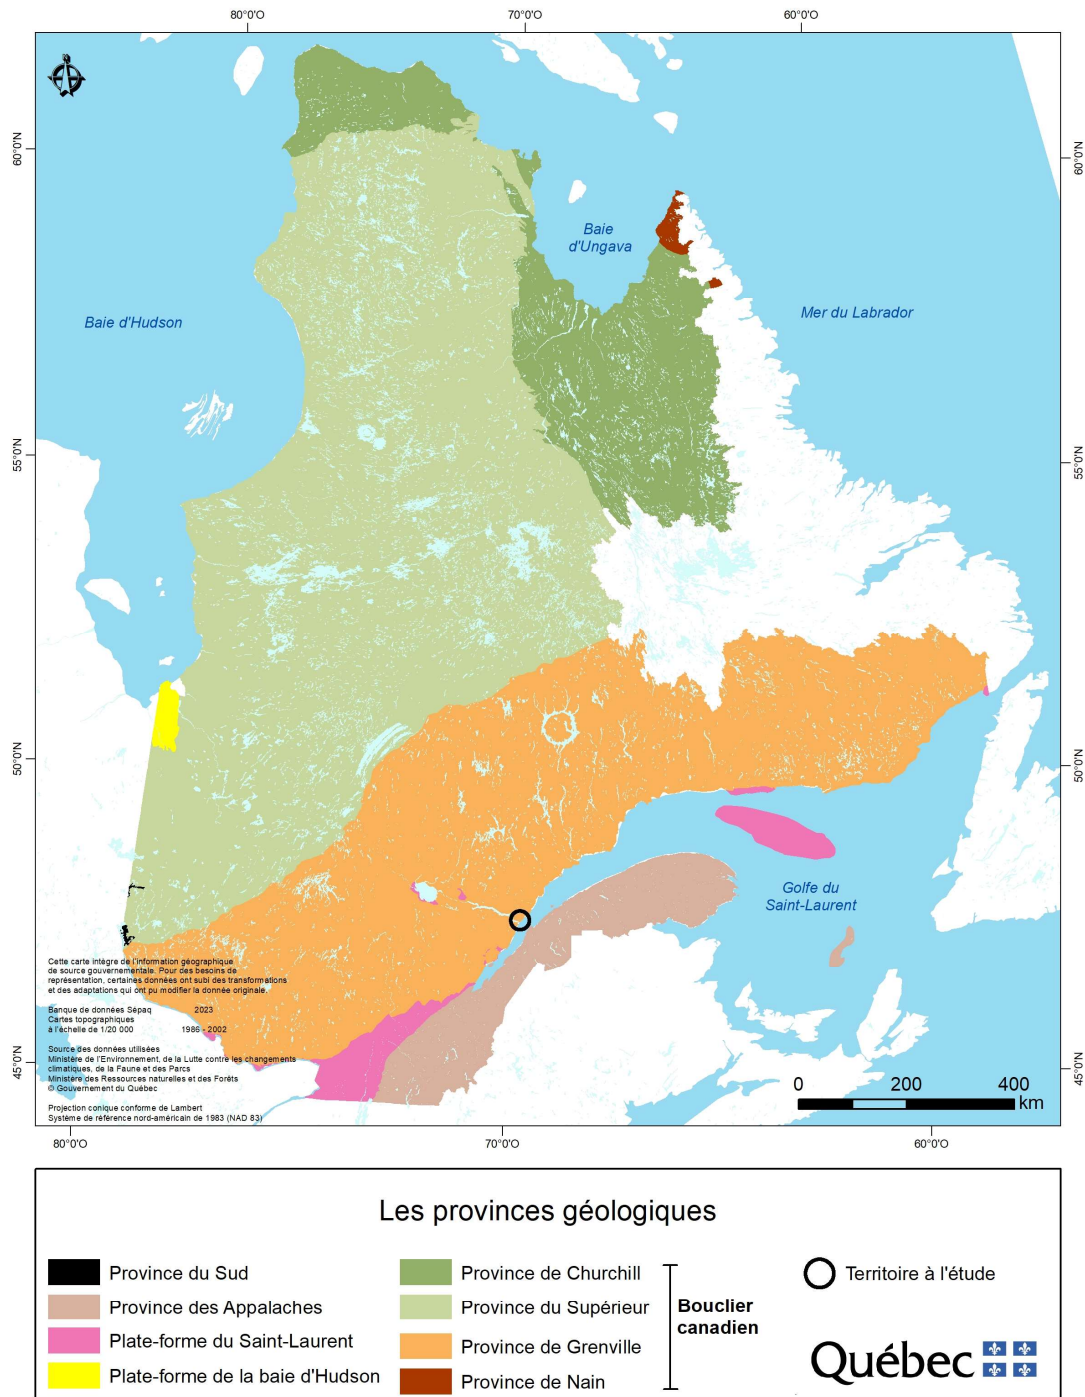 80°0'O 70°0'O 60°0'O
60°0'N
60°0'N
Baie
d'Ungava
Baie d'Hudson
Mer du Labrador
55°0'N
55°0'N
50°0'N
50°0'N
Golfe du
Saint-Laurent
Cette carte intègre de l'information géographique
de source gouvernementale. Pour des besoins de
représentation, certaines données ont subi des transformations
et des adaptations qui ont pu modifier la donnée originale.
Banque de données Sépaq 2023
Cartes topographiques
à l'échelle de 1/20 000 1986 - 2002
Source des données utilisées
Ministère de l'Environnement, de la Lutte contre les changements
climatiques, de la Faune et des Parcs
Ministère des Ressources naturelles et des Forêts
© Gouvernement du Québec
Projection conique conforme de Lambert
Système de référence nord-américain de 1983 (NAD 83)
45°0'N
45°0'N
0 200 400
km
80°0'O 70°0'O 60°0'O
Les provinces géologiques
Province du Sud
Province des Appalaches
Plate-forme du Saint-Laurent
Plate-forme de la baie d'Hudson
Province de Churchill
Province du Supérieur
Province de Grenville
Province de Nain
Bouclier
canadien
Territoire à l'étude
Québec